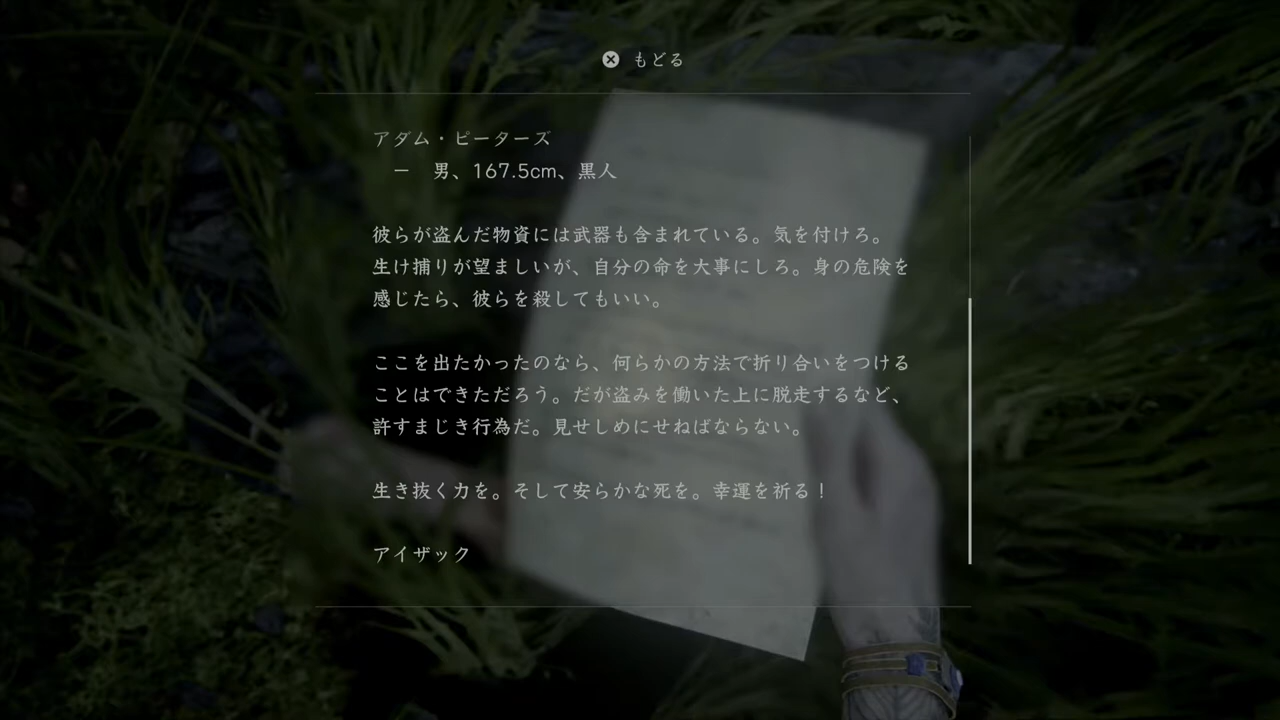 もどる
アダム・ピーターズ
ー 男、167.5cm、黒人
彼らが盗んだ物資には武器も含まれている。気を付けろ。
生け捕りが望ましいが、自分の命を大事にしろ。身の危険を
感じたら、彼らを殺してもいい。
ここを出たかったのなら、何らかの方法で折り合いをつける
ことはできただろう。だが盗みを働いた上に脱走するなど、
許すまじき行為だ。見せしめにせねばならない。
生き抜く力を。そして安らかな死を。幸運を祈る！
アイザック